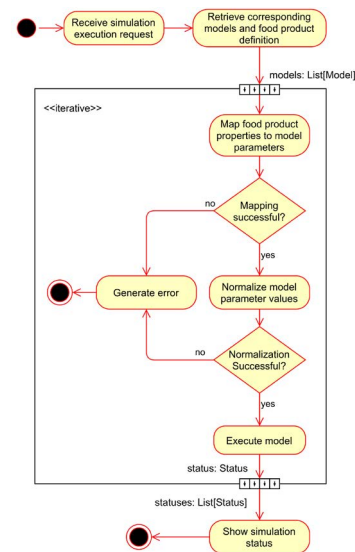 Receive simulation
execution request
Retrieve corresponding
models and food product
definition
models: List[Model]
<<iterative>>
Map food product
properties to model
parameters
no
Mapping
successful?
yes
Generate error
Normalize model
parameter values
no
Normalization
Successful?
yes
Execute model
status: Status
statuses: List[Status]
Show simulation
status